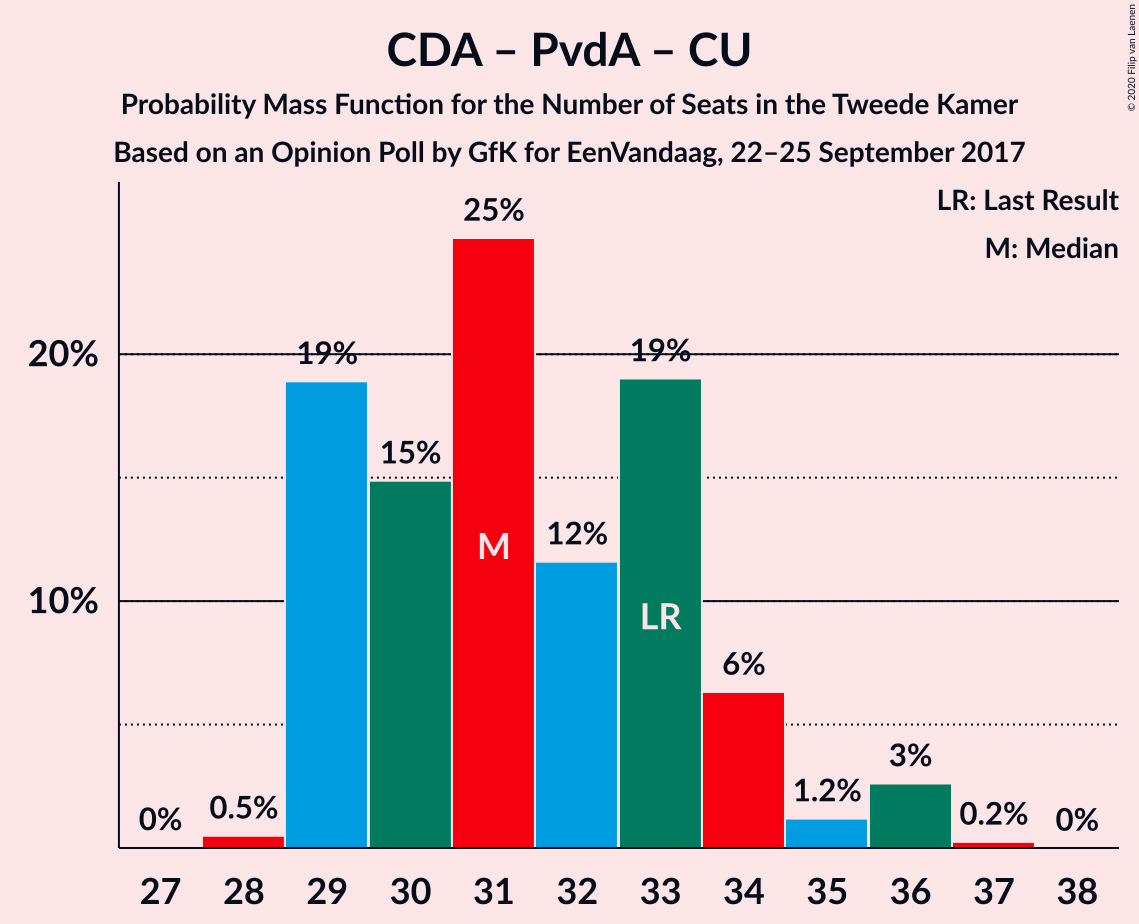 CDA – PvdA – CU
Probability Mass Function for the Number of Seats in the Tweede Kamer
Based on an Opinion Poll by GfK for EenVandaag, 22–25 September 2017
© 2020 Filip van Laenen
LR: Last Result
M: Median
25%
20%
19%
19%
15%
12%
M
10%
LR
6%
3%
1.2%
0.5%
0.2%
0%
0%
27 28 29 30 31 32 33 34 35 36 37 38